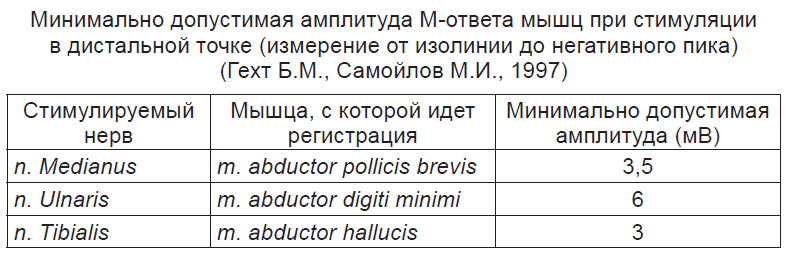 Минимально допустимая амплитуда М-ответа мышц при стимуляции
в дистальной точке (измерение от изолинии до негативного пика)
(Гехт Б.М., Самойлов М.И., 1997)
Стимулируемый нерв | Мышца, с которой идет регистрация | Минимально допустимая амплитуда (мВ)
n. Medianus | m. abductor pollicis brevis | 3,5
n. Ulnaris | m. abductor digiti minimi | 6
n. Tibialis | m. abductor hallucis | 3